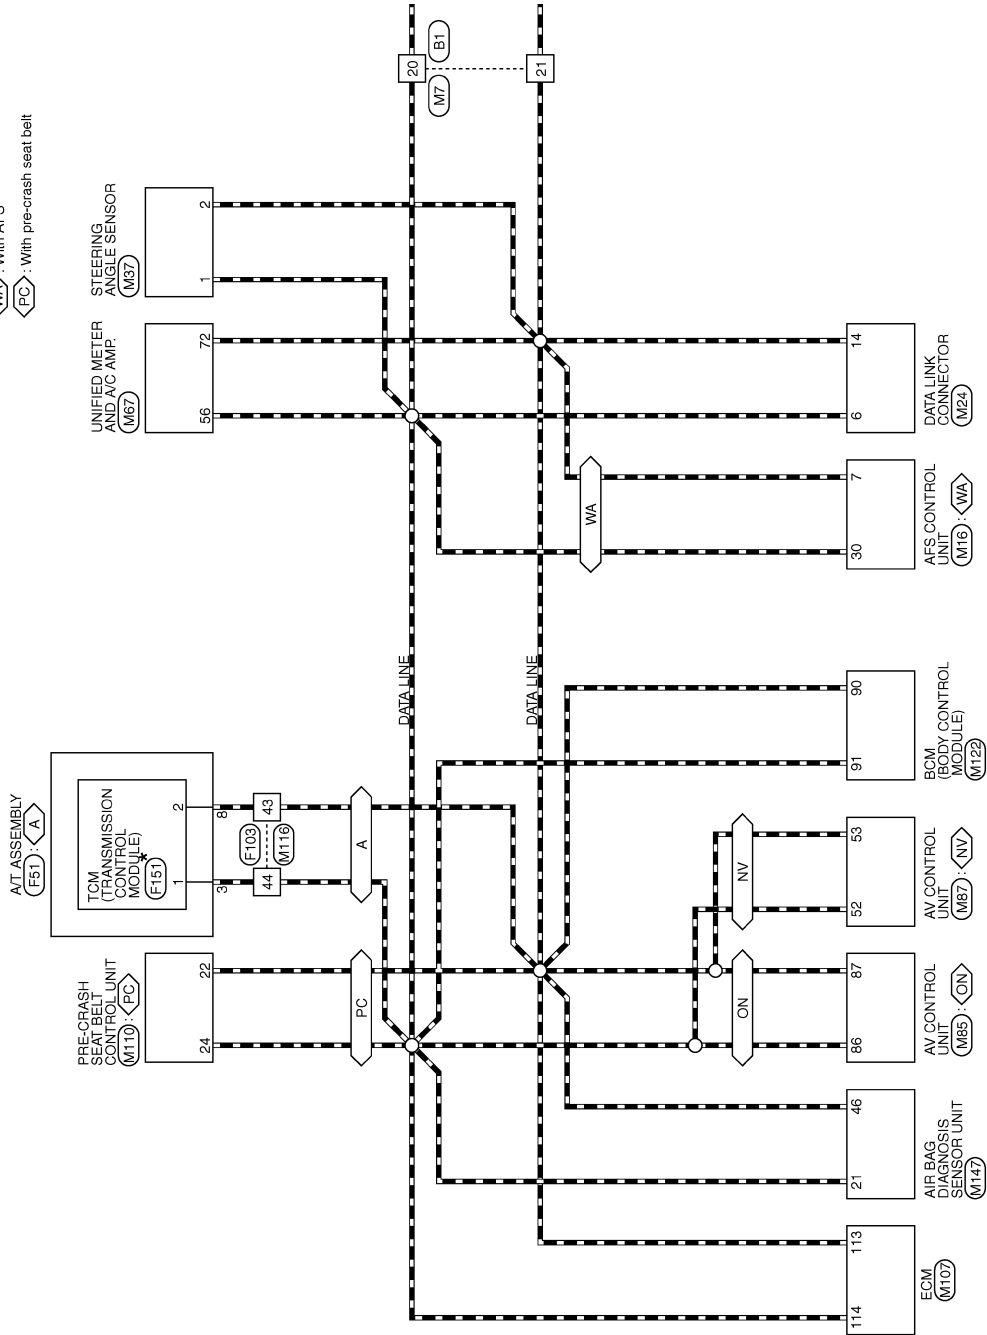 : With AFS
PC : With pre-crash seat belt
A/T ASSEMBLY
F51 : A
TCM
(TRANSMISSION
CONTROL
MODULE)
*
F151
1
2
3
8
PRE-CRASH
SEAT BELT
CONTROL UNIT
M110 : PC
24
22
UNIFIED METER
AND A/C AMP.
M67
56
72
STEERING
ANGLE SENSOR
M37
1
2
44
43
F103
M116
PC
A
DATA LINE
20
B1
M7
DATA LINE
21
WA
ON
NV
114
113
ECM
M107
21
46
AIR BAG
DIAGNOSIS
SENSOR UNIT
M147
86
87
AV CONTROL
UNIT
M85 : ON
52
53
AV CONTROL
UNIT
M87 : NV
91
90
BCM
(BODY CONTROL
MODULE)
M122
30
7
AFS CONTROL
UNIT
M16 : WA
6
14
DATA LINK
CONNECTOR
M24